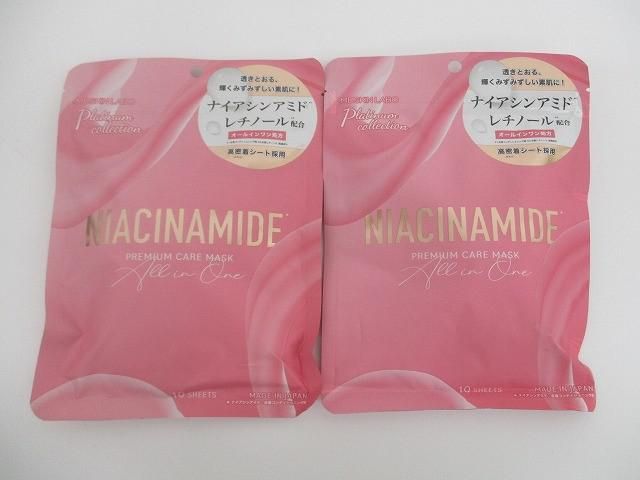 透きとおる、
輝くみずみずしい素肌に!
ナイアシンアミド
レチノール 配合
オールインワン処方
高密着シート採用
Platinum
collection
NIACINAMIDE*
PREMIUM CARE MASK
All in One
10 SHEETS
MADE IN JAPAN
透きとおる、
輝くみずみずしい素肌に!
ナイアシンアミド
レチノール 配合
オールインワン処方
高密着シート採用
Platinum
collection
NIACINAMIDE*
PREMIUM CARE MASK
All in One
10 SHEETS
MADE IN JAPAN